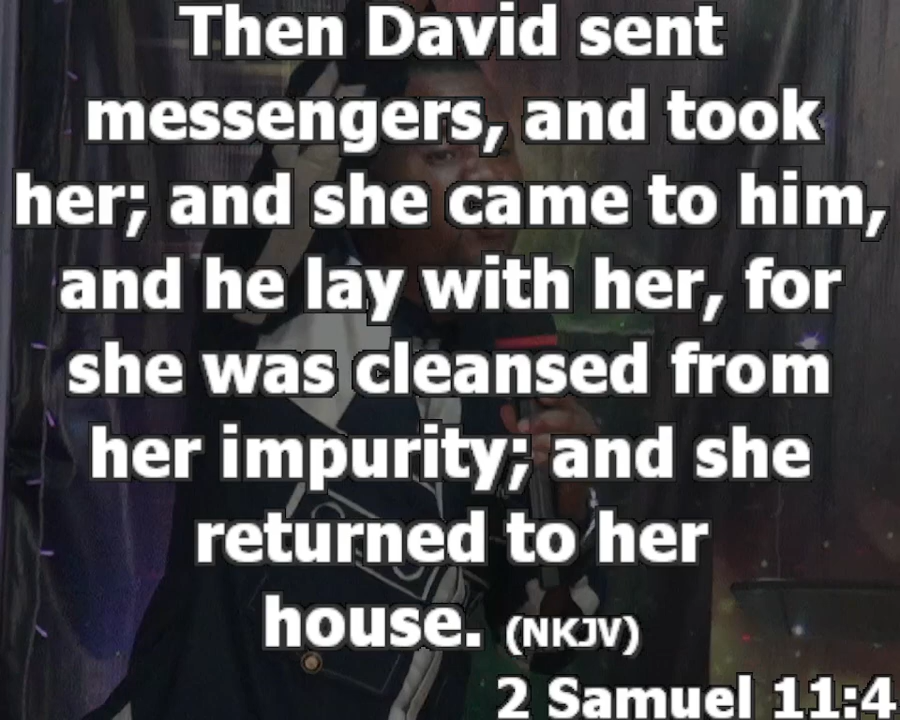 Then David sent
messengers, and took
her; and she came to him,
and he lay with her, for
she was cleansed from
her impurity; and she
returned to her
house. (NKJV)
2 Samuel 11:4